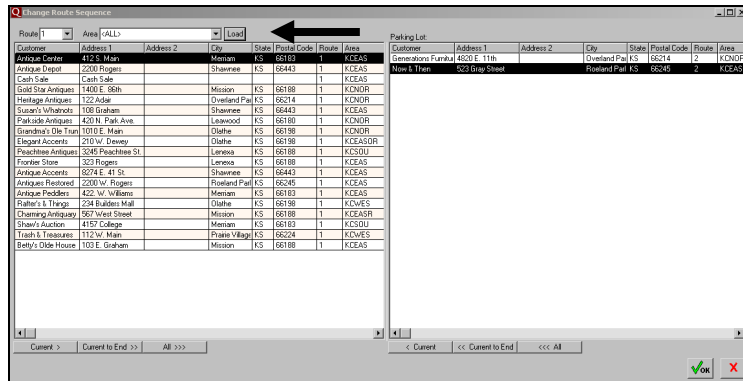 Change Route Sequence
Route 1 Area <ALL> Load
Customer Address 1 Address 2 City State Postal Code Route Area
Antique Center 412 S. Main Merriam KS 66183 1 KCEAS
Antique Depot 2200 Rogers Shawnee KS 66443 1 KCEAS
Cash Sale Cash Sale 1 KCEAS
Gold Star Antiques 1400 E. 86th Mission KS 66188 1 KCNOR
Heritage Antiques 122 Adair Overland Par KS 66214 1 KCNOR
Susan's Whatnots 108 Graham Shawnee KS 66443 1 KCEAS
Parkside Antiques 420 N. Park Ave. Leawood KS 66180 1 KCNOR
Grandma's Ole Trun 1010 E. Main Olathe KS 66198 1 KCNOR
Elegant Accents 210 W. Dewey Olathe KS 66198 1 KCEASOR
Peachtree Antiques 3245 Peachtree St. Lenexa KS 66188 1 KCSOU
Frontier Store 323 Rogers Lenexa KS 66188 1 KCEAS
Antique Accents 8274 E. 41 St. Shawnee KS 66443 1 KCEAS
Antiques Restored 2200 W. Rogers Roeland Parl KS 66245 1 KCEAS
Antique Peddlers 422. W. Williams Merriam KS 66183 1 KCEAS
Rafter's & Things 234 Builders Mall Olathe KS 66198 1 KCWES
Charming Antiquary 567 West Street Mission KS 66188 1 KCEASR
Shaw's Auction 4157 College Merriam KS 66183 1 KCSOU
Trash & Treasures 112 W. Main Prairie Village KS 66224 1 KCWES
Betty's Olde House 103 E. Graham Mission KS 66188 1 KCEAS
Current > Current to End >> All >>>
Parking Lot:
Customer Address 1 Address 2 City State Postal Code Route Area
Generations Furnitu 4820 E. 11th Overland Par KS 66214 2 KCNOR
Now & Then 523 Gray Street Roeland Parl KS 66245 2 KCEAS
< Current << Current to End <<< All
OK